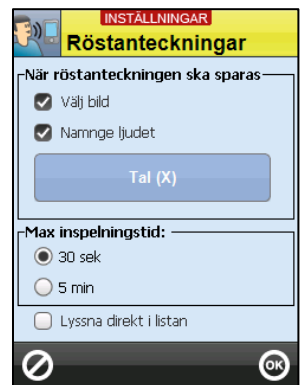 INSTÄLLNINGAR
Röstanteckningar
När röstanteckningen ska sparas
Välj bild
Namnge ljudet
Tal (X)
Max inspelningstid:
30 sek
5 min
Lyssna direkt i listan
OK